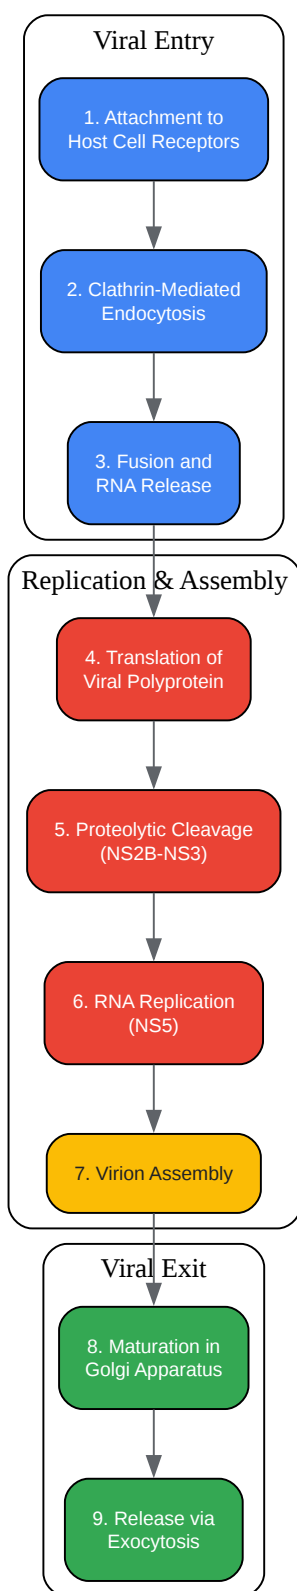 Viral Entry
1. Attachment to
Host Cell Receptors
2. Clathrin-Mediated
Endocytosis
3. Fusion and
RNA Release
Replication & Assembly
4. Translation of
Viral Polyprotein
5. Proteolytic Cleavage
(NS2B-NS3)
6. RNA Replication
(NS5)
7. Virion Assembly
Viral Exit
8. Maturation in
Golgi Apparatus
9. Release via
Exocytosis